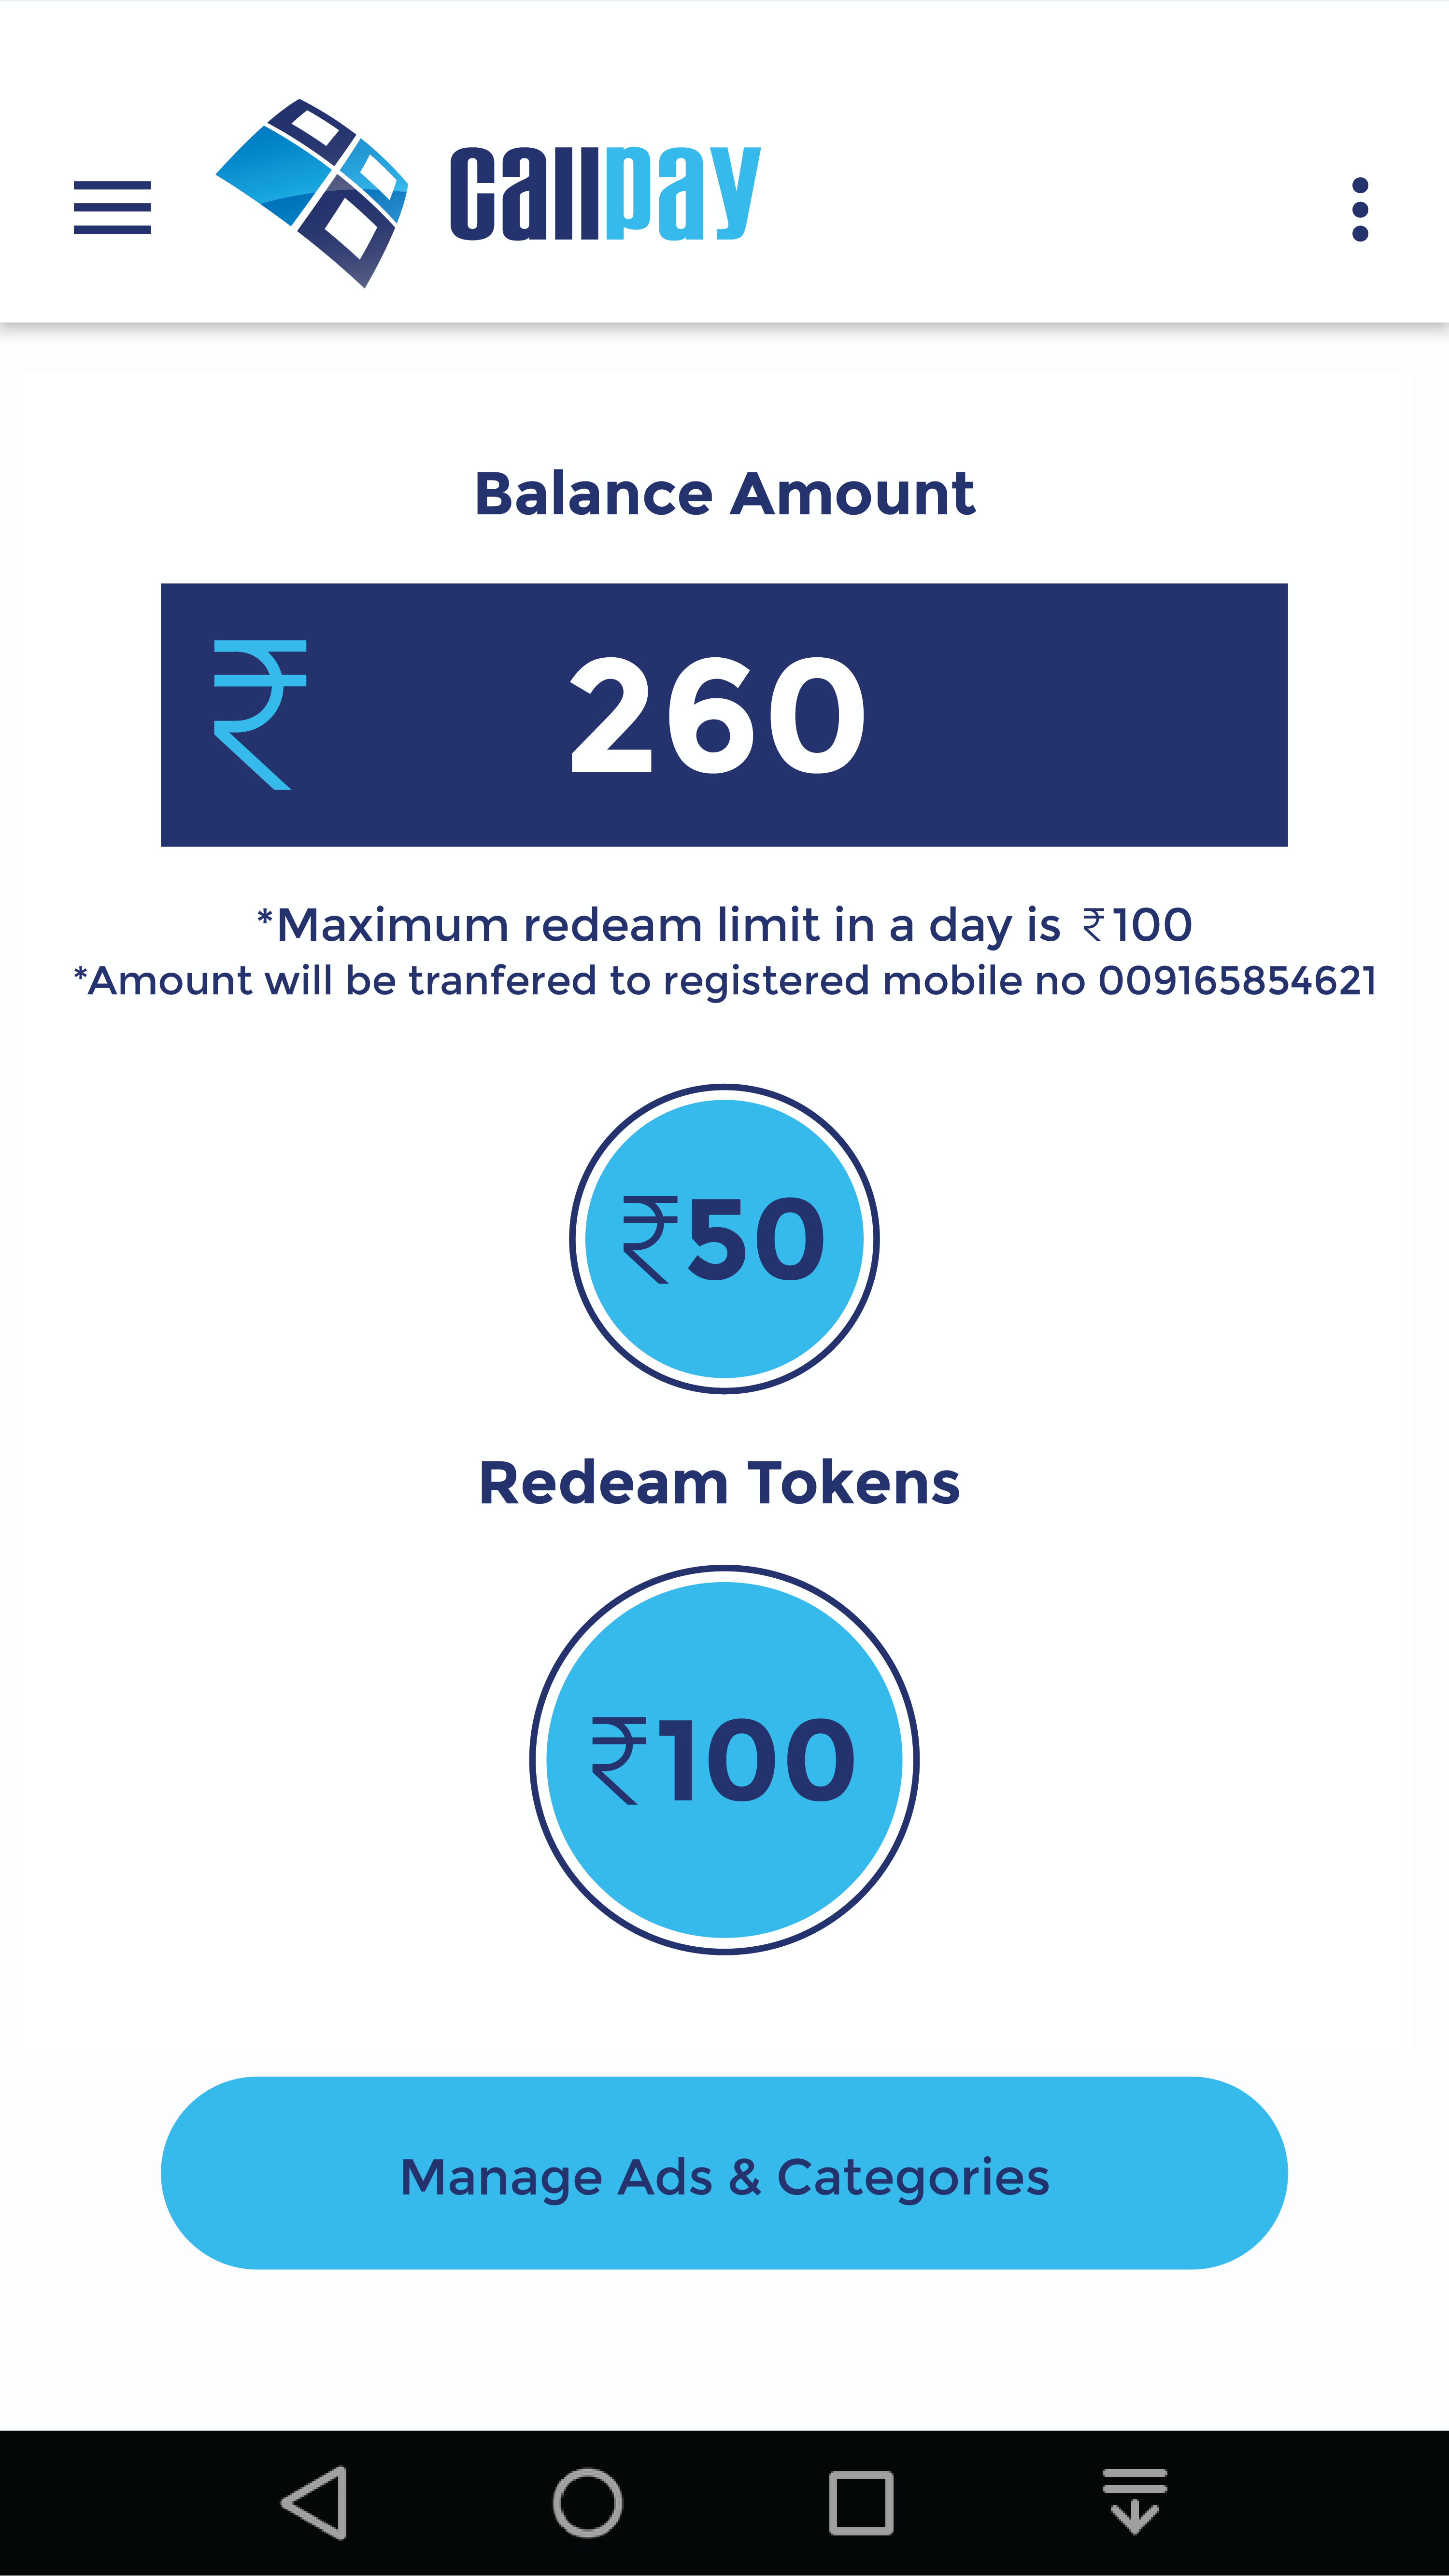 callpay
Balance Amount
₹ 260
*Maximum redeam limit in a day is ₹100
*Amount will be tranfered to registered mobile no 009165854621
₹50
Redeam Tokens
₹100
Manage Ads & Categories